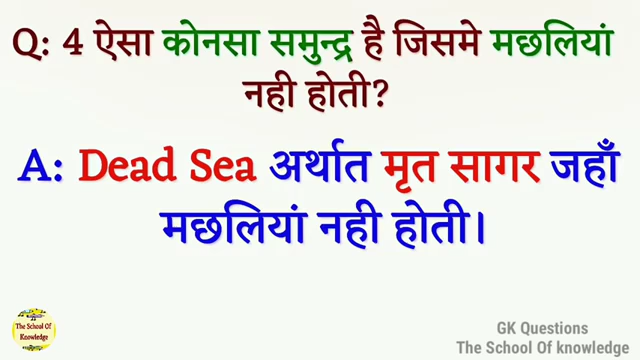 Q: 4 ऐसा कोनसा समुन्द्र है जिसमे मछलियां
नही होती?
A: Dead Sea अर्थात मृत सागर जहाँ
मछलियां नही होती।
The School Of
Knowledge
GK Questions
The School Of knowledge